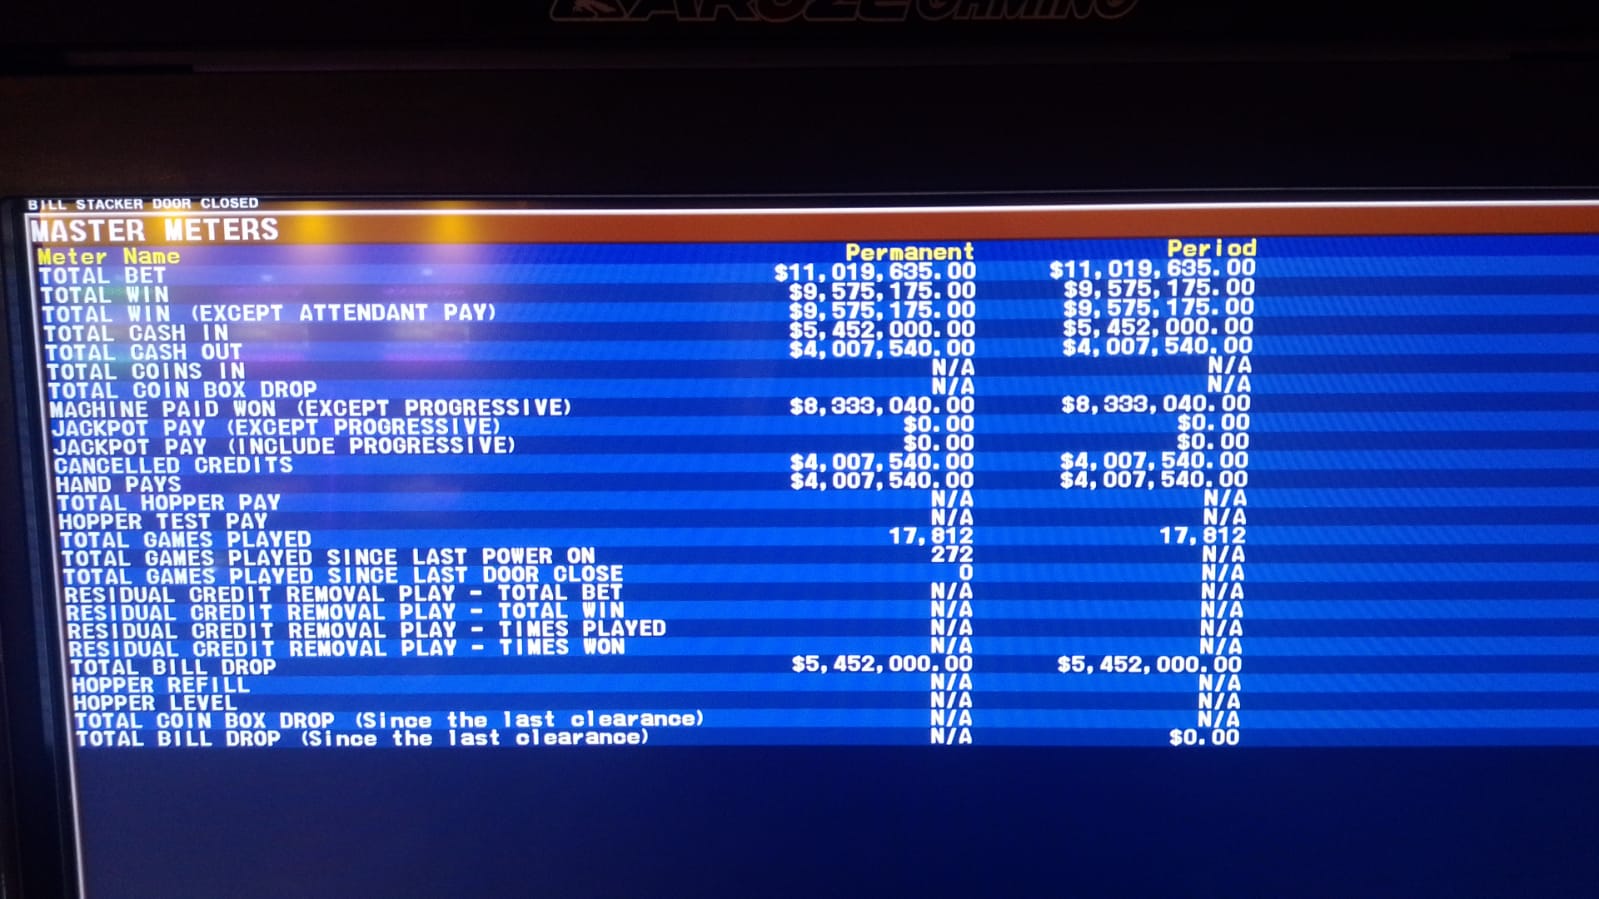 ARUZE GAMING
BILL STACKER DOOR CLOSED
MASTER METERS
Meter Name Permanent Period
TOTAL BET $11,019,635.00 $11,019,635.00
TOTAL WIN $9,575,175.00 $9,575,175.00
TOTAL WIN (EXCEPT ATTENDANT PAY) $9,575,175.00 $9,575,175.00
TOTAL CASH IN $5,452,000.00 $5,452,000.00
TOTAL CASH OUT $4,007,540.00 $4,007,540.00
TOTAL COINS IN N/A N/A
TOTAL COIN BOX DROP N/A N/A
MACHINE PAID WON (EXCEPT PROGRESSIVE) $8,333,040.00 $8,333,040.00
JACKPOT PAY (EXCEPT PROGRESSIVE) $0.00 $0.00
JACKPOT PAY (INCLUDE PROGRESSIVE) $0.00 $0.00
CANCELLED CREDITS $4,007,540.00 $4,007,540.00
HAND PAYS $4,007,540.00 $4,007,540.00
TOTAL HOPPER PAY N/A N/A
HOPPER TEST PAY N/A N/A
TOTAL GAMES PLAYED 17,812 17,812
TOTAL GAMES PLAYED SINCE LAST POWER ON 272 N/A
TOTAL GAMES PLAYED SINCE LAST DOOR CLOSE 0 N/A
RESIDUAL CREDIT REMOVAL PLAY - TOTAL BET N/A N/A
RESIDUAL CREDIT REMOVAL PLAY - TOTAL WIN N/A N/A
RESIDUAL CREDIT REMOVAL PLAY - TIMES PLAYED N/A N/A
RESIDUAL CREDIT REMOVAL PLAY - TIMES WON N/A N/A
TOTAL BILL DROP $5,452,000.00 $5,452,000.00
HOPPER REFILL N/A N/A
HOPPER LEVEL N/A N/A
TOTAL COIN BOX DROP (Since the last clearance) N/A N/A
TOTAL BILL DROP (Since the last clearance) N/A $0.00